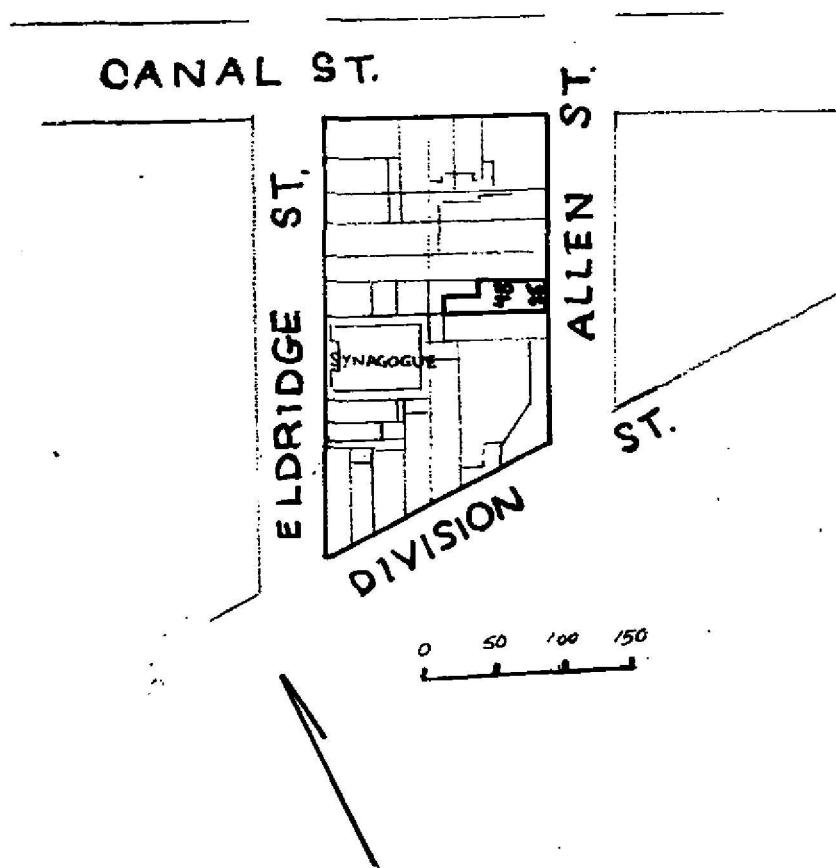 CANAL ST.
ELDRIDGE ST.
ALLEN ST.
SYNAGOGUE
DIVISION ST.
0 50 100 150